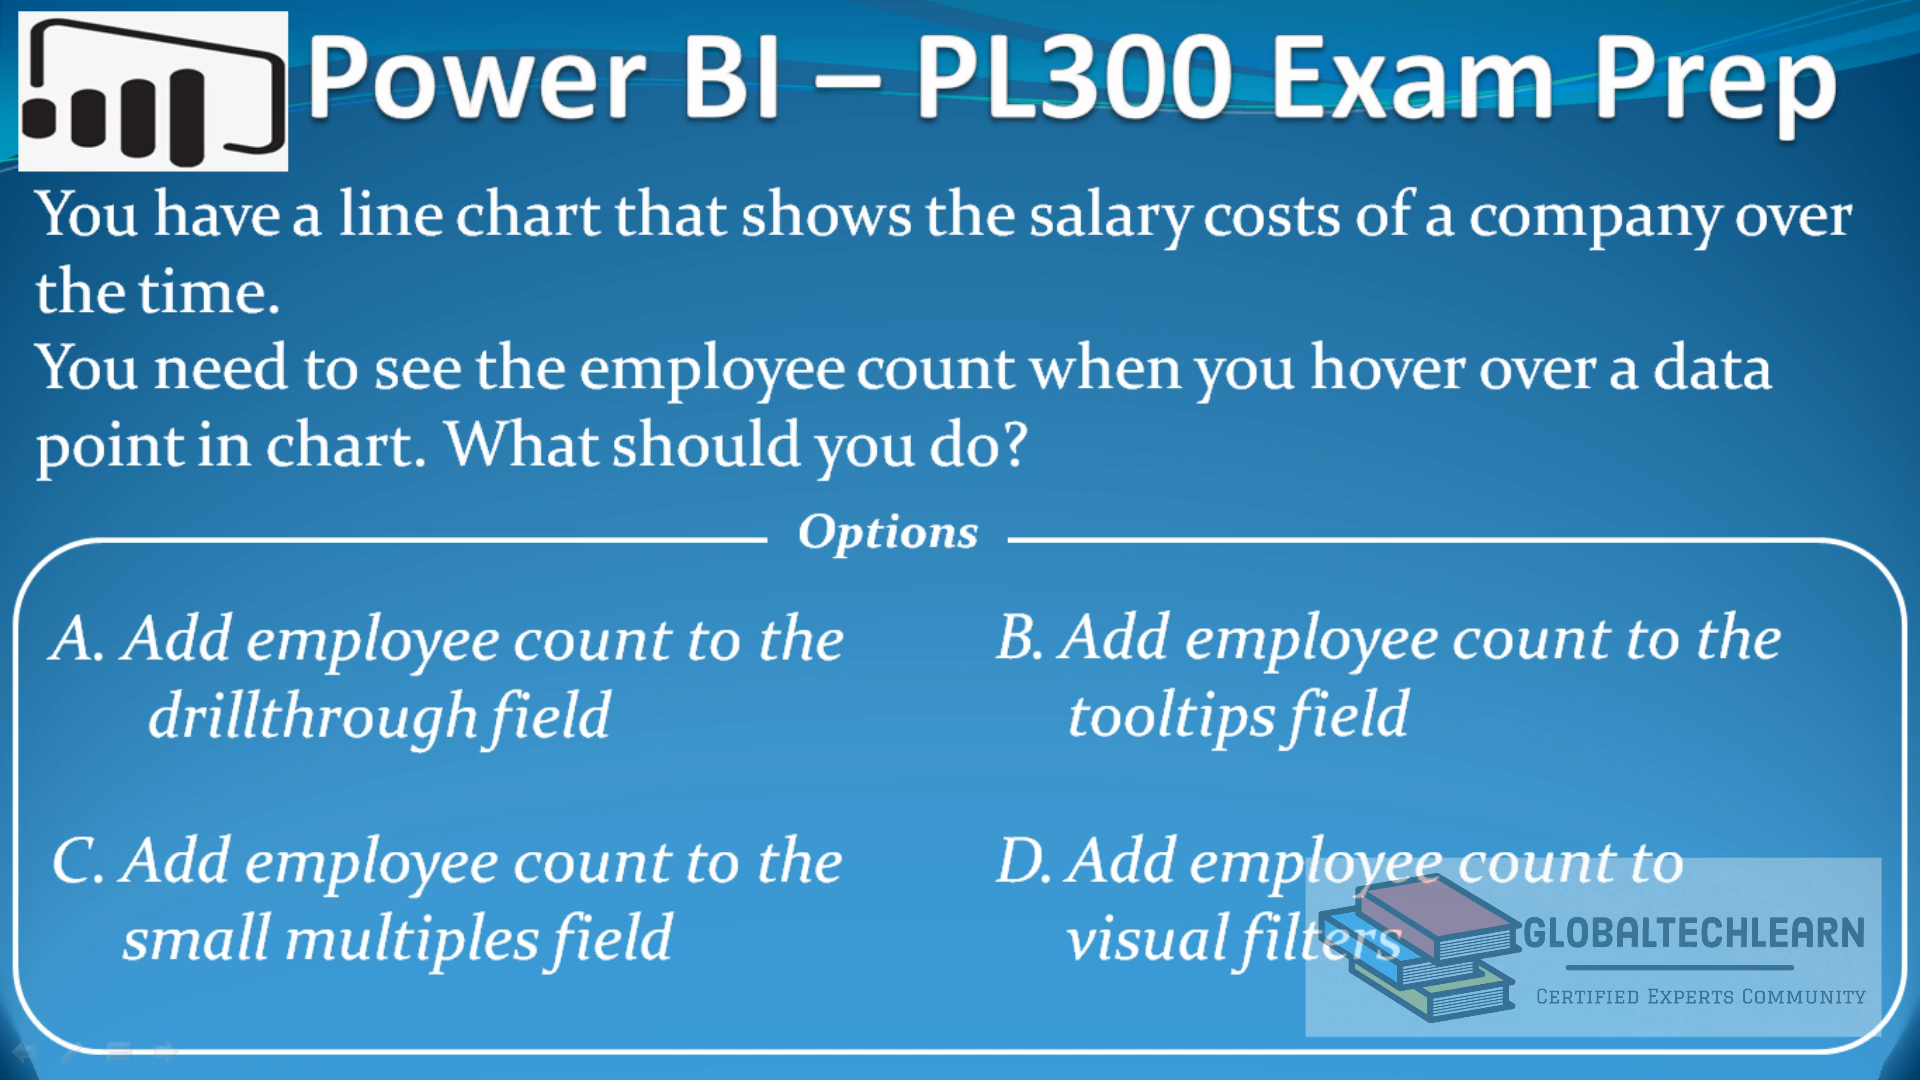 Power BI – PL300 Exam Prep
You have a line chart that shows the salary costs of a company over
the time.
You need to see the employee count when you hover over a data
point in chart. What should you do?
Options
A. Add employee count to the
drillthrough field
B. Add employee count to the
tooltips field
C. Add employee count to the
small multiples field
D. Add employee count to
visual filters
GLOBALTECHLEARN
CERTIFIED EXPERTS COMMUNITY